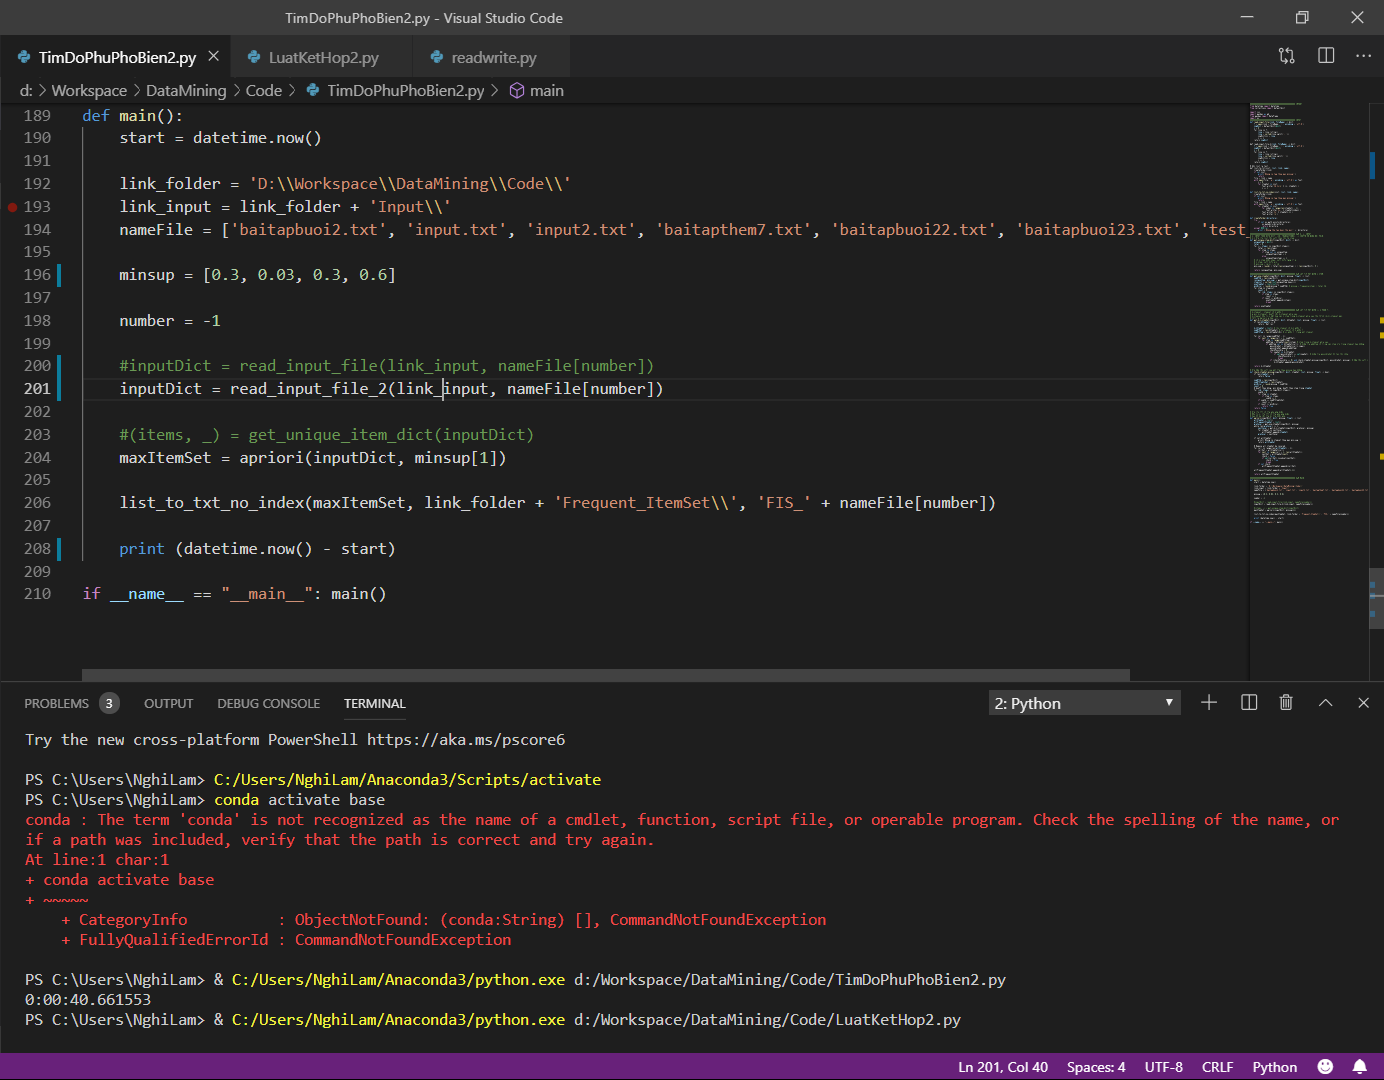 TimDoPhuPhoBien2.py - Visual Studio Code
TimDoPhuPhoBien2.py
LuatKetHop2.py
readwrite.py
d: > Workspace > DataMining > Code > TimDoPhuPhoBien2.py > main
189 def main():
190     start = datetime.now()
191
192     link_folder = 'D:\\Workspace\\DataMining\\Code\\'
193     link_input = link_folder + 'Input\\'
194     nameFile = ['baitapbuoi2.txt', 'input.txt', 'input2.txt', 'baitapthem7.txt', 'baitapbuoi22.txt', 'baitapbuoi23.txt', 'test_
195
196     minsup = [0.3, 0.03, 0.3, 0.6]
197
198     number = -1
199
200     #inputDict = read_input_file(link_input, nameFile[number])
201     inputDict = read_input_file_2(link_input, nameFile[number])
202
203     #(items, _) = get_unique_item_dict(inputDict)
204     maxItemSet = apriori(inputDict, minsup[1])
205
206     list_to_txt_no_index(maxItemSet, link_folder + 'Frequent_ItemSet\\', 'FIS_' + nameFile[number])
207
208     print (datetime.now() - start)
209
210 if __name__ == "__main__": main()
PROBLEMS 3 OUTPUT DEBUG CONSOLE TERMINAL 2: Python
Try the new cross-platform PowerShell https://aka.ms/pscore6
PS C:\Users\NghiLam> C:/Users/NghiLam/Anaconda3/Scripts/activate
PS C:\Users\NghiLam> conda activate base
conda : The term 'conda' is not recognized as the name of a cmdlet, function, script file, or operable program. Check the spelling of the name, or
if a path was included, verify that the path is correct and try again.
At line:1 char:1
+ conda activate base
+ ~~~~~
    + CategoryInfo          : ObjectNotFound: (conda:String) [], CommandNotFoundException
    + FullyQualifiedErrorId : CommandNotFoundException
PS C:\Users\NghiLam> & C:/Users/NghiLam/Anaconda3/python.exe d:/Workspace/DataMining/Code/TimDoPhuPhoBien2.py
0:00:40.661553
PS C:\Users\NghiLam> & C:/Users/NghiLam/Anaconda3/python.exe d:/Workspace/DataMining/Code/LuatKetHop2.py
Ln 201, Col 40 Spaces: 4 UTF-8 CRLF Python